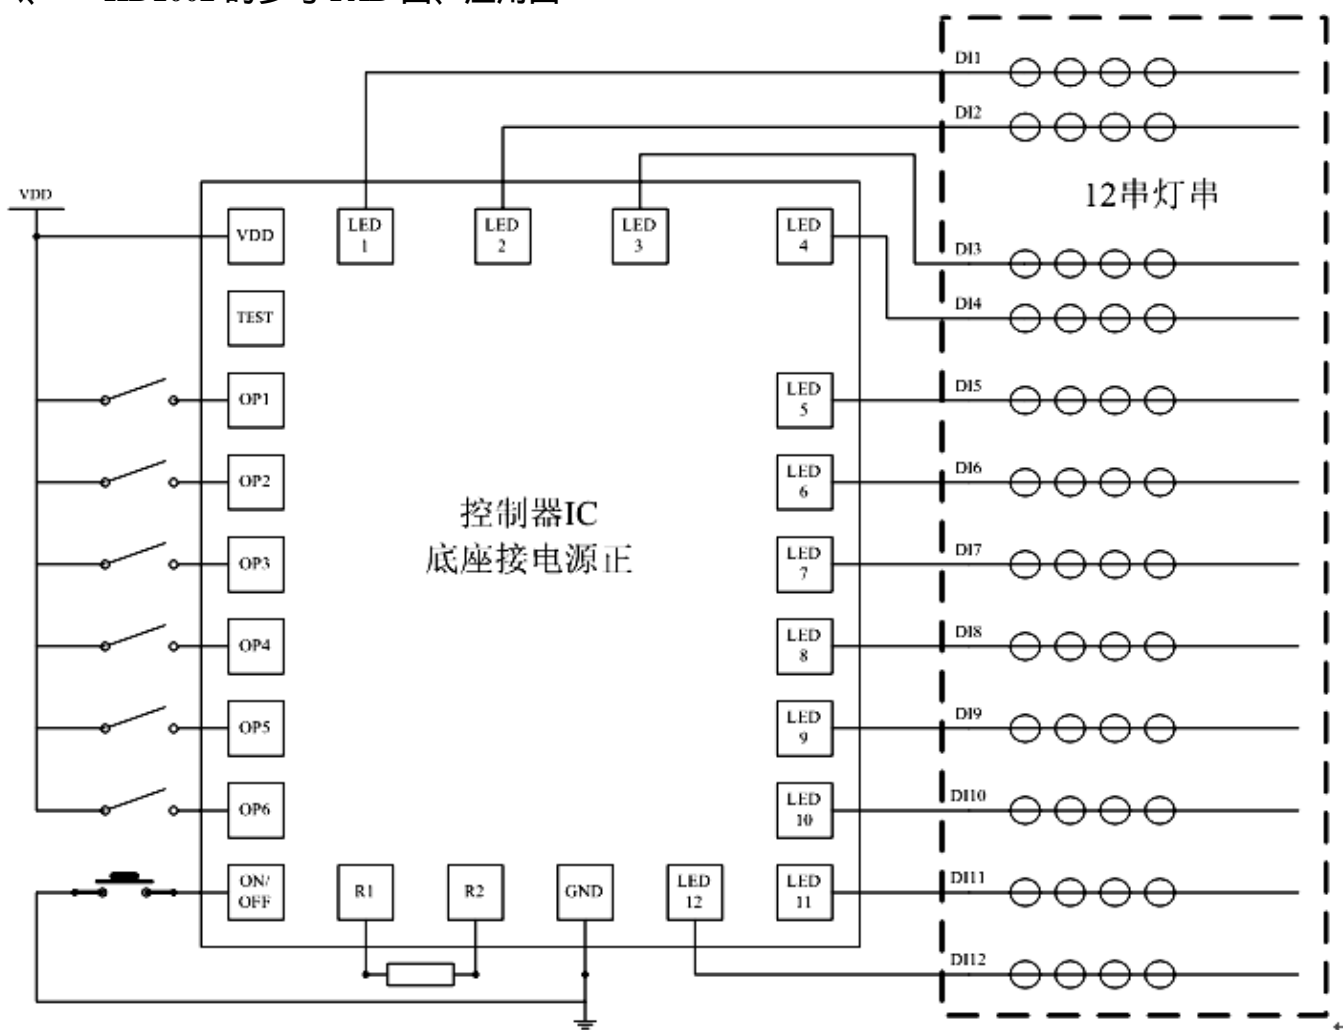 DI1
DI2
12串灯串
VDD
VDD
LED 1
LED 2
LED 3
LED 4
DI3
TEST
DI4
OP1
LED 5
DI5
OP2
LED 6
DI6
控制器IC
底座接电源正
OP3
LED 7
DI7
OP4
LED 8
DI8
OP5
LED 9
DI9
OP6
LED 10
DI10
ON/ OFF
R1
R2
GND
LED 12
LED 11
DI11
DI12